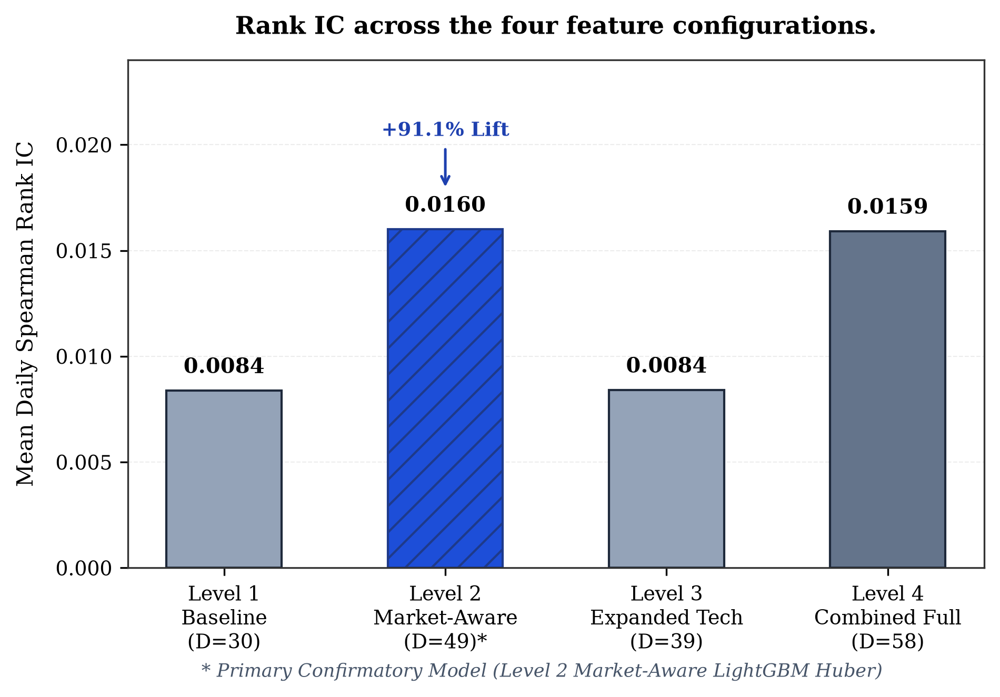 Rank IC across the four feature configurations.
Mean Daily Spearman Rank IC
0.020
0.015
0.010
0.005
0.000
+91.1% Lift
0.0084
0.0160
0.0084
0.0159
Level 1
Baseline
(D=30)
Level 2
Market-Aware
(D=49)*
Level 3
Expanded Tech
(D=39)
Level 4
Combined Full
(D=58)
* Primary Confirmatory Model (Level 2 Market-Aware LightGBM Huber)